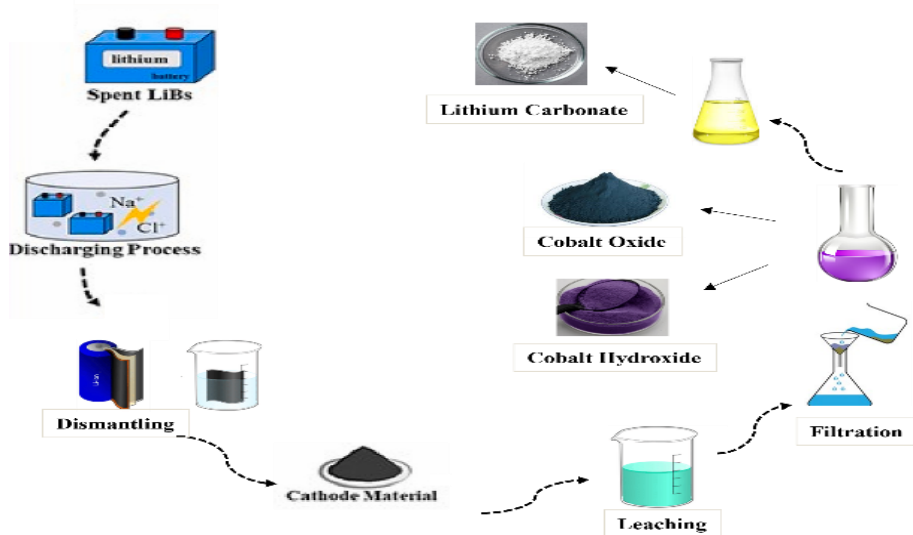 lithium
battery
Spent LiBs
Na⁺
Cl⁺
Discharging Process
Dismantling
Cathode Material
Leaching
Filtration
Lithium Carbonate
Cobalt Oxide
Cobalt Hydroxide